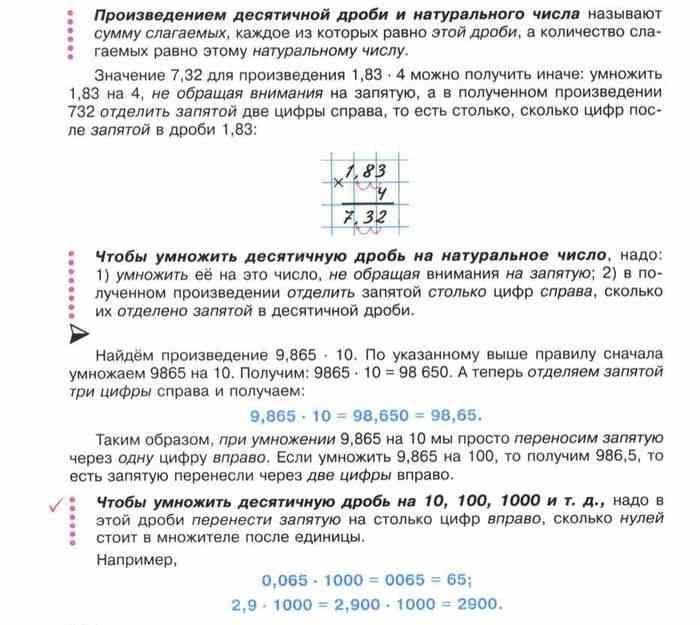 Произведением десятичной дроби и натурального числа называют
сумму слагаемых, каждое из которых равно этой дроби, а количество сла-
гаемых равно этому натуральному числу.
Значение 7,32 для произведения 1,83 · 4 можно получить иначе: умножить
1,83 на 4, не обращая внимания на запятую, а в полученном произведении
732 отделить запятой две цифры справа, то есть столько, сколько цифр пос-
ле запятой в дроби 1,83:
× 1,83
4
7,32
Чтобы умножить десятичную дробь на натуральное число, надо:
1) умножить её на это число, не обращая внимания на запятую; 2) в по-
лученном произведении отделить запятой столько цифр справа, сколько
их отделено запятой в десятичной дроби.
Найдём произведение 9,865 · 10. По указанному выше правилу сначала
умножаем 9865 на 10. Получим: 9865 · 10 = 98 650. А теперь отделяем запятой
три цифры справа и получаем:
9,865 · 10 = 98,650 = 98,65.
Таким образом, при умножении 9,865 на 10 мы просто переносим запятую
через одну цифру вправо. Если умножить 9,865 на 100, то получим 986,5, то
есть запятую перенесли через две цифры вправо.
Чтобы умножить десятичную дробь на 10, 100, 1000 и т. д., надо в
этой дроби перенести запятую на столько цифр вправо, сколько нулей
стоит в множителе после единицы.
Например,
0,065 · 1000 = 0065 = 65;
2,9 · 1000 = 2,900 · 1000 = 2900.